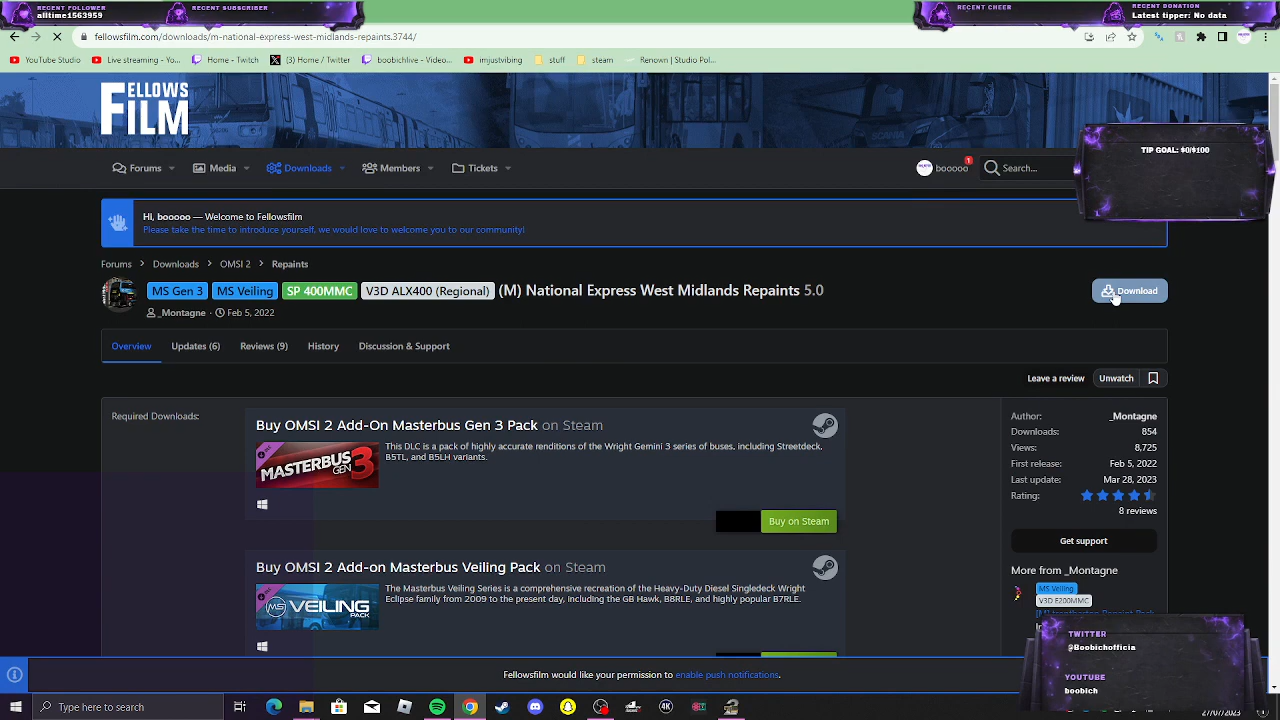 RECENT FOLLOWER
alltime1563959
RECENT SUBSCRIBER
RECENT CHEER
RECENT DONATION
Latest tipper: No data
fellowsfilm.com/downloads/m-national-express-west-midlands-repaints.3744/
YouTube Studio
Live streaming - Yo...
Home - Twitch
(3) Home / Twitter
boobichlive - Video...
imjustvibing
stuff
steam
Renown | Studio Pol...
FELLOWS
FILM
SCANIA
TIP GOAL: $0/$100
Forums
Media
Downloads
Members
Tickets
booooo
1
Search...
Hi, booooo — Welcome to Fellowsfilm
Please take the time to introduce yourself, we would love to welcome you to our community!
Forums > Downloads > OMSI 2 > Repaints
MS Gen 3 MS Veiling SP 400MMC V3D ALX400 (Regional) (M) National Express West Midlands Repaints 5.0
Download
_Montagne · Feb 5, 2022
Overview
Updates (6)
Reviews (9)
History
Discussion & Support
Leave a review
Unwatch
Required Downloads:
Buy OMSI 2 Add-On Masterbus Gen 3 Pack on Steam
MASTERBUS GEN 3
This DLC is a pack of highly accurate renditions of the Wright Gemini 3 series of buses. including Streetdeck.
B5TL, and B5LH variants.
Buy on Steam
Buy OMSI 2 Add-on Masterbus Veiling Pack on Steam
MS VEILING
PACK
The Masterbus Veiling Series is a comprehensive recreation of the Heavy-Duty Diesel Singledeck Wright
Eclipse family from 2009 to the present day, including the GB Hawk, B8RLE, and highly popular B7RLE.
Author: _Montagne
Downloads: 854
Views: 8,725
First release: Feb 5, 2022
Last update: Mar 28, 2023
Rating:
8 reviews
Get support
More from _Montagne
MS Veiling
V3D E200MMC
TWITTER
@Boobichofficia
YOUTUBE
boobich
Fellowsfilm would like your permission to enable push notifications.
Type here to search
4K
27/07/2023